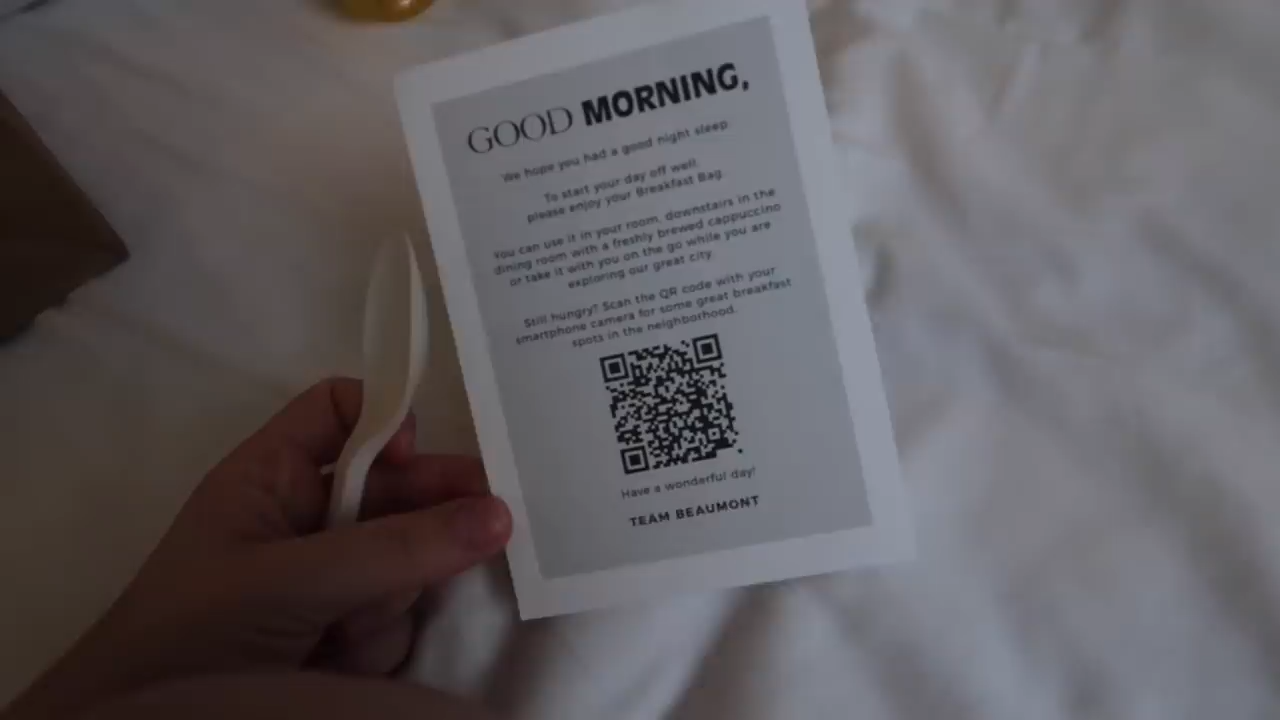 GOOD MORNING,
We hope you had a good night sleep.
To start your day off well,
please enjoy your Breakfast Bag.
You can use it in your room, downstairs in the
dining room with a freshly brewed cappuccino
or take it with you on the go while you are
exploring our great city.
Still hungry? Scan the QR code with your
smartphone camera for some great breakfast
spots in the neighborhood.
Have a wonderful day!
TEAM BEAUMONT